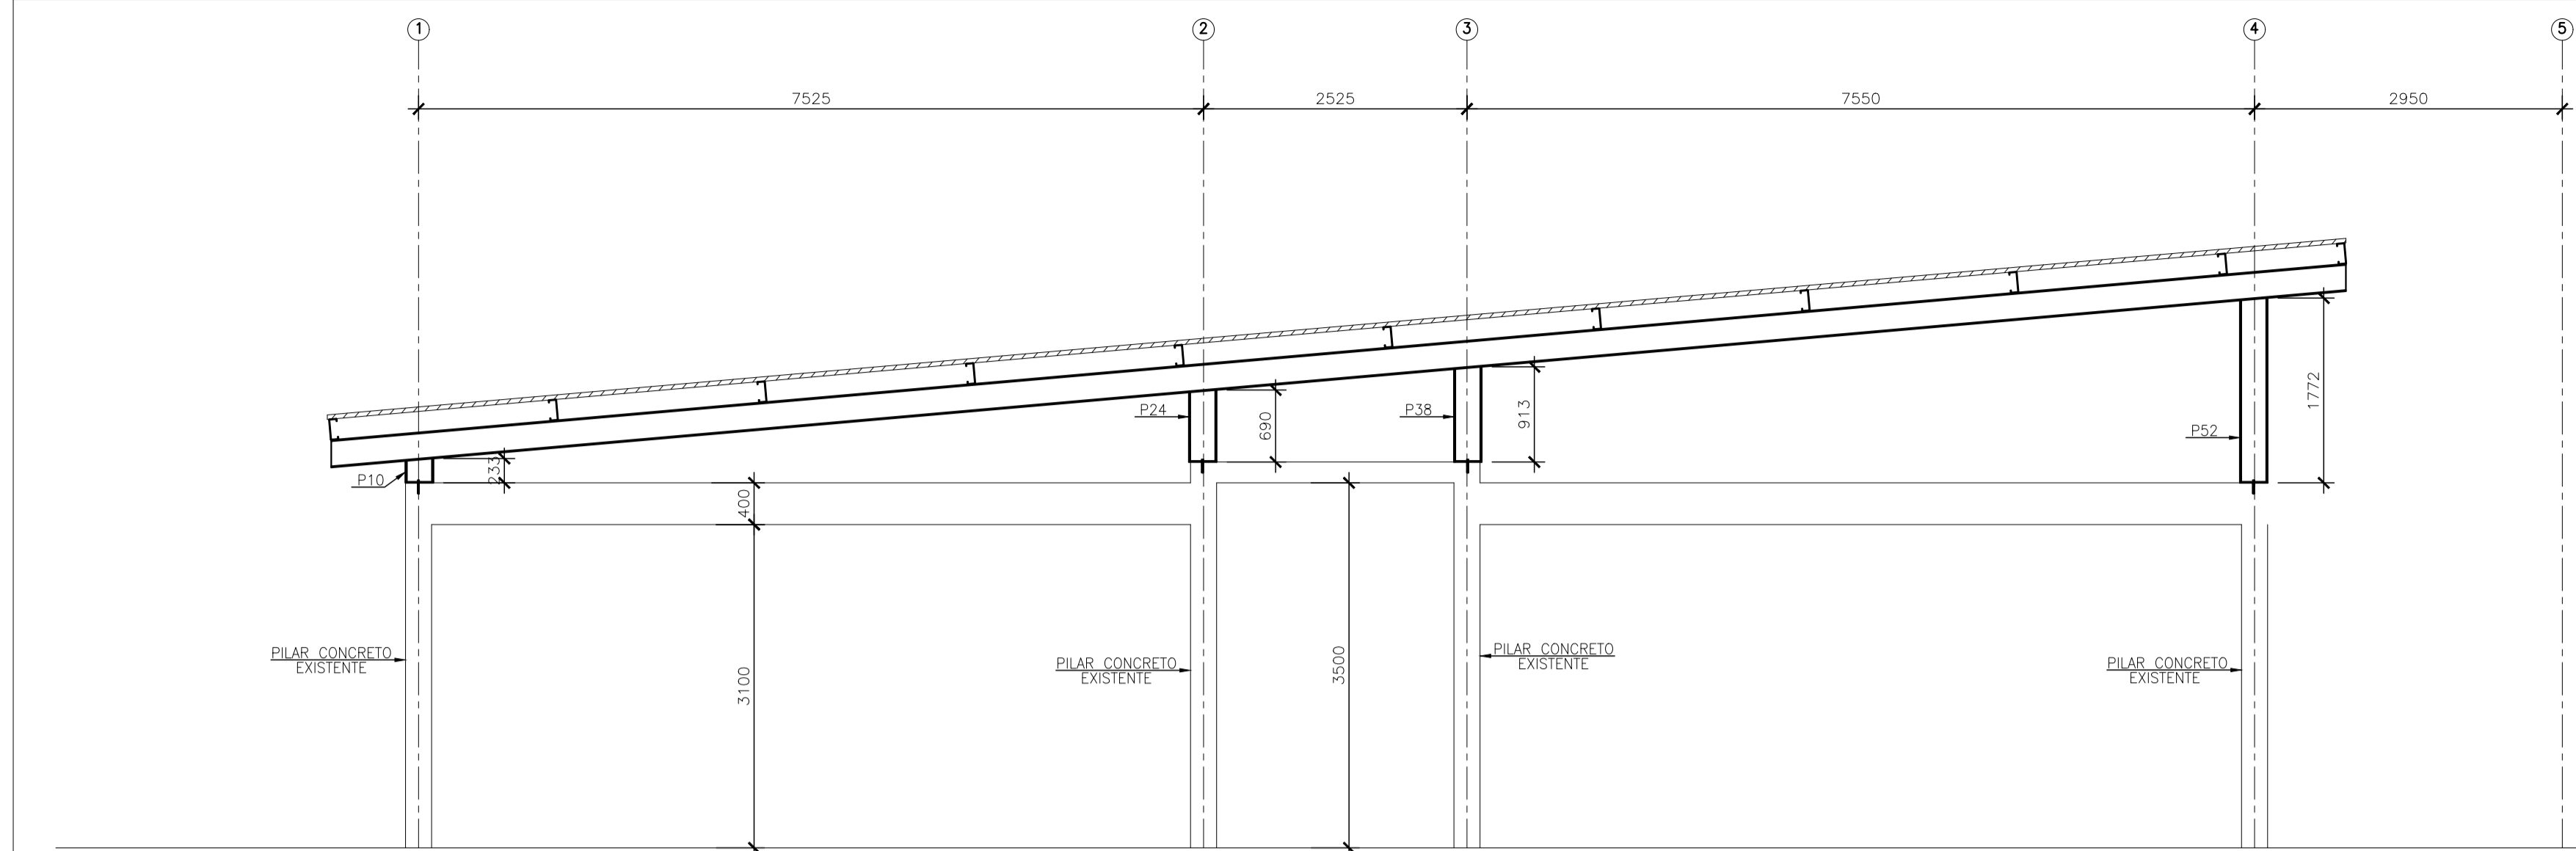 1
2
3
4
5
7525
2525
7550
2950
P10
233
400
3100
P24
690
3500
P38
913
P52
1772
PILAR CONCRETO
EXISTENTE
PILAR CONCRETO
EXISTENTE
PILAR CONCRETO
EXISTENTE
PILAR CONCRETO
EXISTENTE